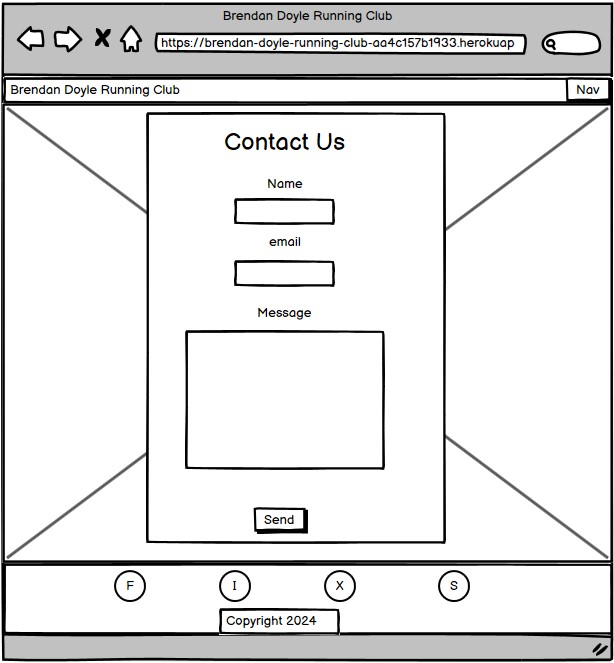 Brendan Doyle Running Club
https://brendan-doyle-running-club-aa4c157b1933.herokuap
Brendan Doyle Running Club
Nav
Contact Us
Name
email
Message
Send
F I X S
Copyright 2024